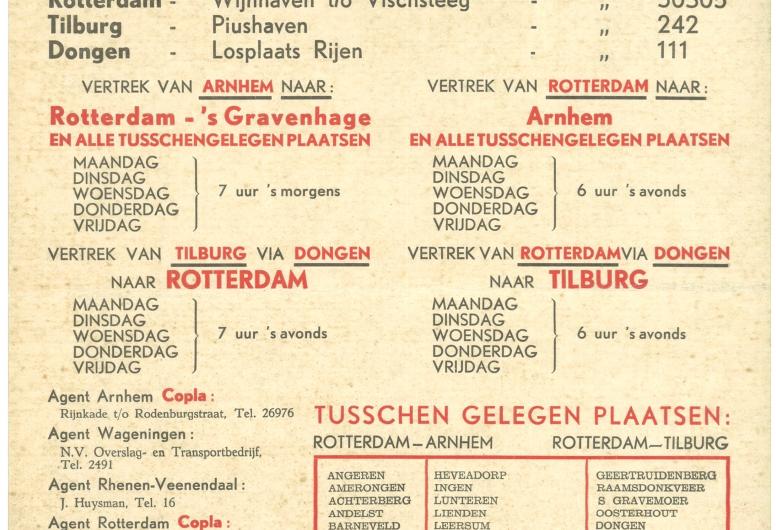 Rotterdam - Wijnhaven t/o Vischsteeg - „ 50305
Tilburg - Piushaven - „ 242
Dongen - Losplaats Rijen - „ 111
VERTREK VAN ARNHEM NAAR:
Rotterdam - 's Gravenhage
EN ALLE TUSSCHENGELEGEN PLAATSEN
MAANDAG
DINSDAG
WOENSDAG
DONDERDAG
VRIJDAG
7 uur 's morgens
VERTREK VAN ROTTERDAM NAAR:
Arnhem
EN ALLE TUSSCHENGELEGEN PLAATSEN
MAANDAG
DINSDAG
WOENSDAG
DONDERDAG
VRIJDAG
6 uur 's avonds
VERTREK VAN TILBURG VIA DONGEN
NAAR ROTTERDAM
MAANDAG
DINSDAG
WOENSDAG
DONDERDAG
VRIJDAG
7 uur 's avonds
VERTREK VAN ROTTERDAM VIA DONGEN
NAAR TILBURG
MAANDAG
DINSDAG
WOENSDAG
DONDERDAG
VRIJDAG
6 uur 's avonds
Agent Arnhem Copla:
Rijnkade t/o Rodenburgstraat, Tel. 26976
Agent Wageningen:
N.V. Overslag- en Transportbedrijf,
Tel. 2491
Agent Rhenen-Veenendaal:
J. Huysman, Tel. 16
Agent Rotterdam Copla:
TUSSCHEN GELEGEN PLAATSEN:
ROTTERDAM—ARNHEM
ROTTERDAM—TILBURG
ANGEREN
AMERONGEN
ACHTERBERG
ANDELST
BARNEVELD
HEVEADORP
INGEN
LUNTEREN
LIENDEN
LEERSUM
GEERTRUIDENBERG
RAAMSDONKVEER
S GRAVEMOER
OOSTERHOUT
DONGEN